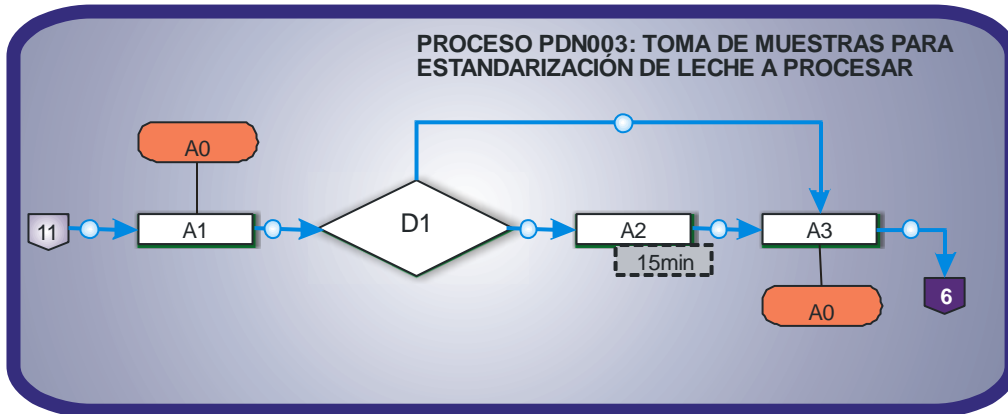 PROCESO PDN003: TOMA DE MUESTRAS PARA
ESTANDARIZACIÓN DE LECHE A PROCESAR
A0
11
A1
D1
A2
A3
15min
A0
6